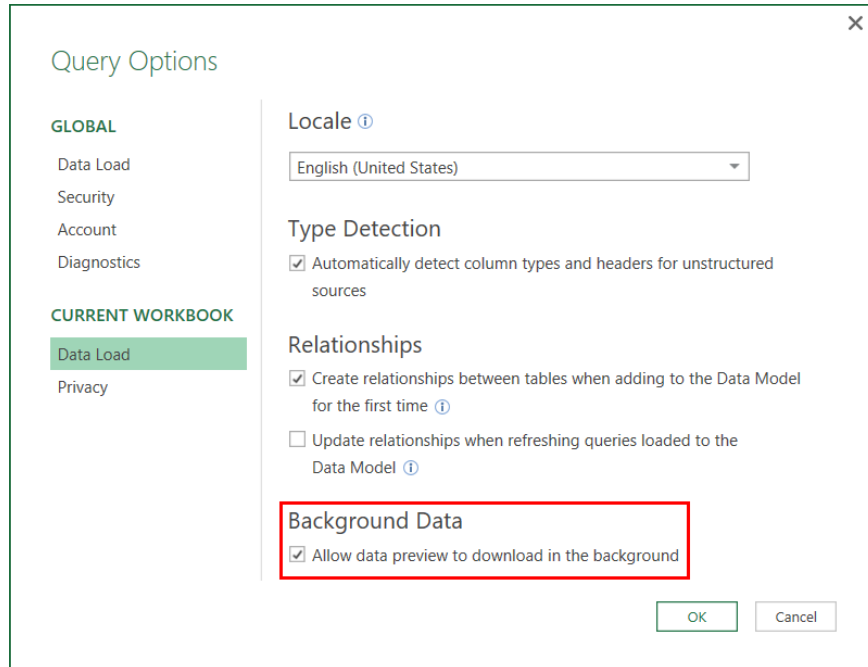 Query Options
GLOBAL
Data Load
Security
Account
Diagnostics
CURRENT WORKBOOK
Data Load
Privacy
Locale
English (United States)
Type Detection
Automatically detect column types and headers for unstructured
sources
Relationships
Create relationships between tables when adding to the Data Model
for the first time
Update relationships when refreshing queries loaded to the
Data Model
Background Data
Allow data preview to download in the background
OK
Cancel